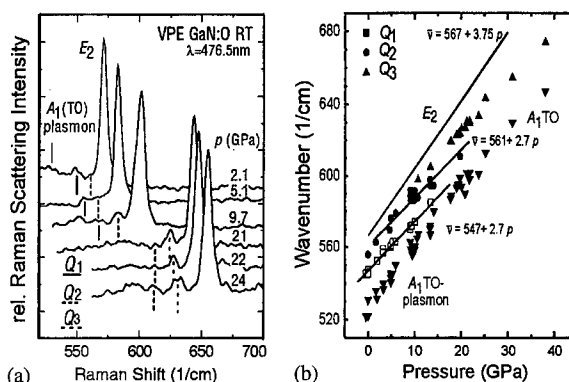 VPE GaN:O RT
λ=476.5nm
E2
A1(TO)
plasmon
p (GPa)
2.1
5.1
9.7
21
22
24
Q1
Q2
Q3
rel. Raman Scattering Intensity
550 600 650 700
Raman Shift (1/cm)
(a)
Q1
Q2
Q3
ν̄ = 567 + 3.75 p
E2
A1TO
ν̄ =561+ 2.7 p
ν̄ =547+2.7 p
A1TO-
plasmon
Wavenumber (1/cm)
680
640
600
560
520
0 10 20 30 40
Pressure (GPa)
(b)